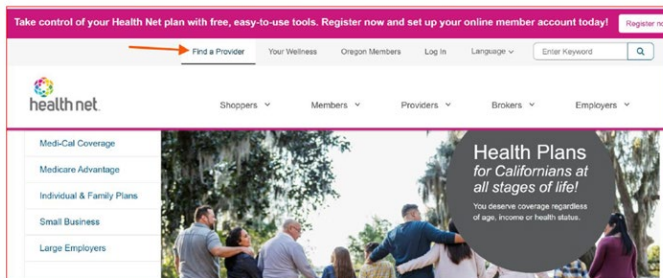 Take control of your Health Net plan with free, easy-to-use tools. Register now and set up your online member account today!
Find a Provider Your Wellness Oregon Members Log In Language Enter Keyword
health net.
Shoppers Members Providers Brokers Employers
Medi-Cal Coverage
Medicare Advantage
Individual & Family Plans
Small Business
Large Employers
Health Plans
for Californians at
all stages of life!
You deserve coverage regardless
of age, income or health status.